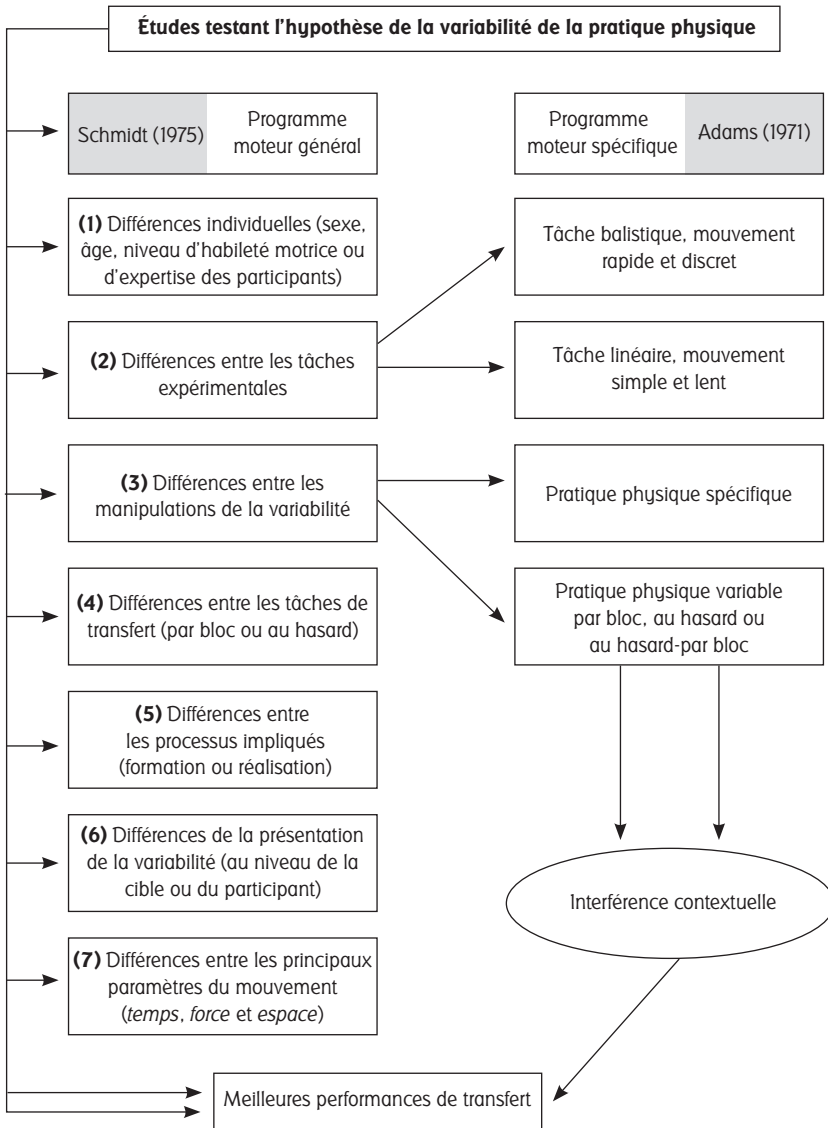 Études testant l'hypothèse de la variabilité de la pratique physique
Schmidt (1975)
Programme
moteur général
Programme
moteur spécifique
Adams (1971)
(1) Différences individuelles (sexe,
âge, niveau d'habileté motrice ou
d'expertise des participants)
Tâche balistique, mouvement
rapide et discret
(2) Différences entre les tâches
expérimentales
Tâche linéaire, mouvement
simple et lent
(3) Différences entre les
manipulations de la variabilité
Pratique physique spécifique
(4) Différences entre les tâches de
transfert (par bloc ou au hasard)
Pratique physique variable
par bloc, au hasard ou
au hasard-par bloc
(5) Différences entre
les processus impliqués
(formation ou réalisation)
(6) Différences de la présentation
de la variabilité (au niveau de la
cible ou du participant)
Interférence contextuelle
(7) Différences entre les principaux
paramètres du mouvement
(temps, force et espace)
Meilleures performances de transfert